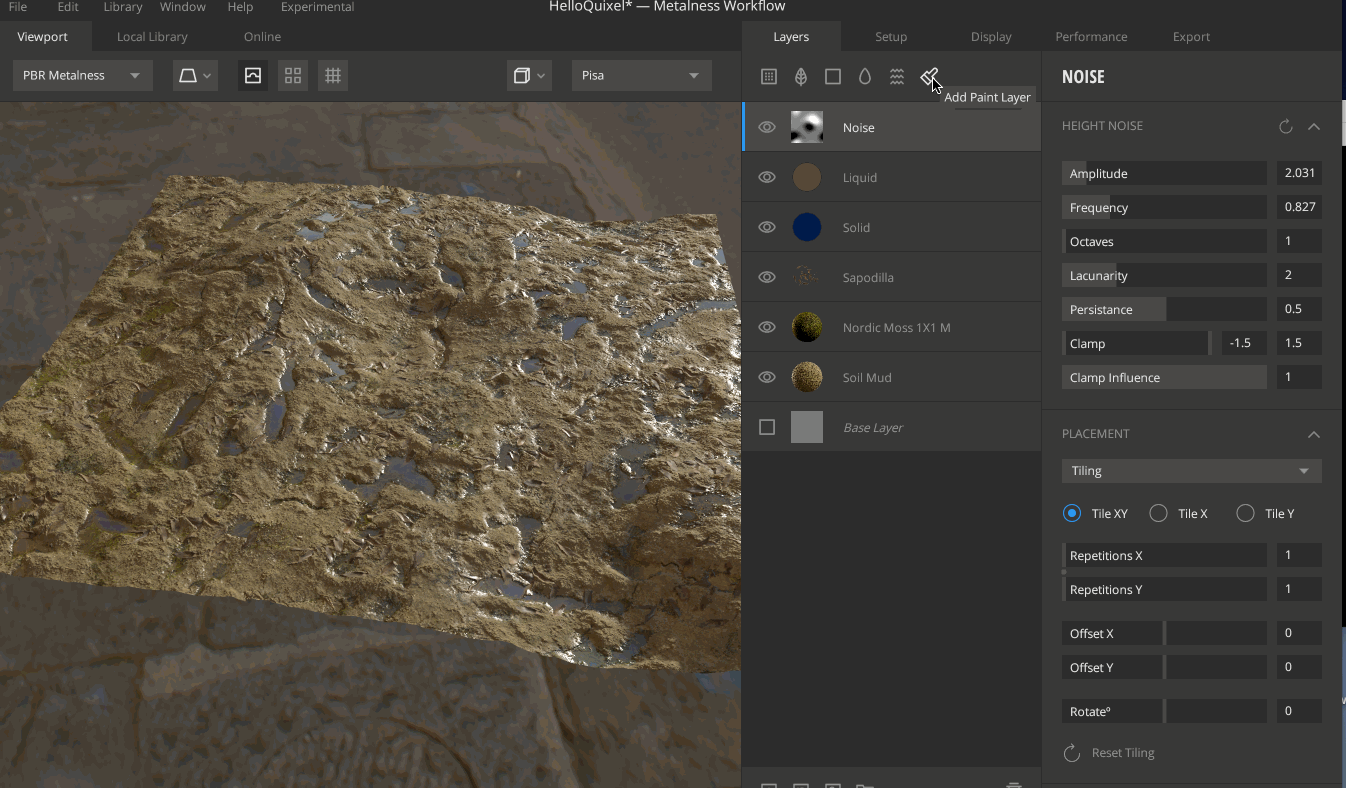 File Edit Library Window Help Experimental HelloQuixel* — Metalness Workflow
Viewport Local Library Online Layers Setup Display Performance Export
PBR Metalness Pisa
Add Paint Layer
Noise
Liquid
Solid
Sapodilla
Nordic Moss 1X1 M
Soil Mud
Base Layer
NOISE
HEIGHT NOISE
Amplitude 2.031
Frequency 0.827
Octaves 1
Lacunarity 2
Persistance 0.5
Clamp -1.5 1.5
Clamp Influence 1
PLACEMENT
Tiling
Tile XY Tile X Tile Y
Repetitions X 1
Repetitions Y 1
Offset X 0
Offset Y 0
Rotateº 0
Reset Tiling